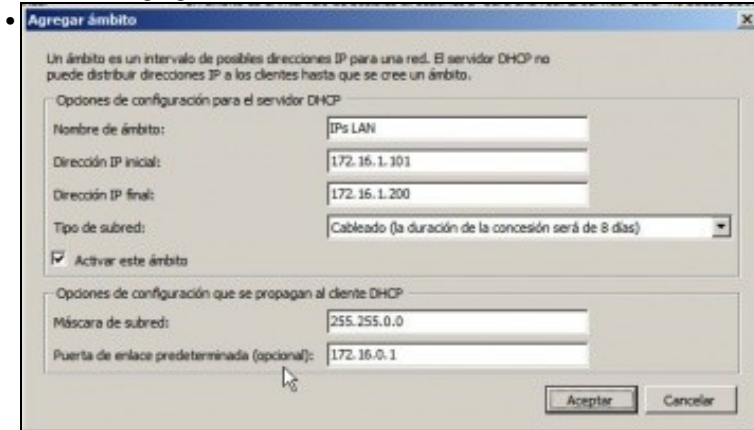 Agregar ámbito
Un ámbito es un intervalo de posibles direcciones IP para una red. El servidor DHCP no
puede distribuir direcciones IP a los clientes hasta que se cree un ámbito.
Opciones de configuración para el servidor DHCP
Nombre de ámbito: IPs LAN
Dirección IP inicial: 172.16.1.101
Dirección IP final: 172.16.1.200
Tipo de subred: Cableado (la duración de la concesión será de 8 días)
Activar este ámbito
Opciones de configuración que se propagan al cliente DHCP
Máscara de subred: 255.255.0.0
Puerta de enlace predeterminada (opcional): 172.16.0.1
Aceptar Cancelar